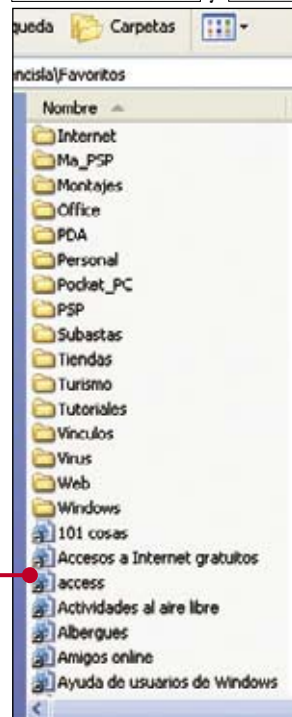 queda Carpetas
ncisla\Favoritos
Nombre
Internet
Ma_PSP
Montajes
Office
PDA
Personal
Pocket_PC
PSP
Subastas
Tiendas
Turismo
Tutoriales
Vínculos
Virus
Web
Windows
101 cosas
Accesos a Internet gratuitos
access
Actividades al aire libre
Albergues
Amigos online
Ayuda de usuarios de Windows